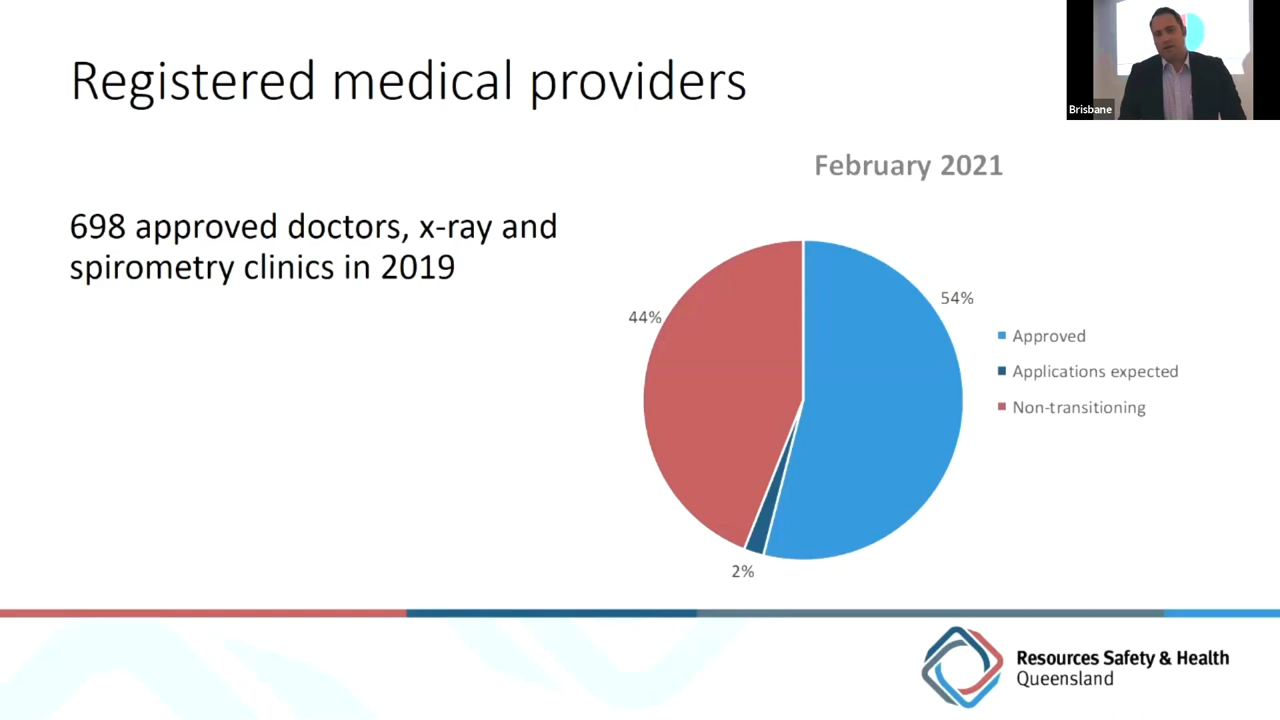 Registered medical providers
Brisbane
February 2021
698 approved doctors, x-ray and
spirometry clinics in 2019
54%
44%
2%
Approved
Applications expected
Non-transitioning
Resources Safety & Health
Queensland